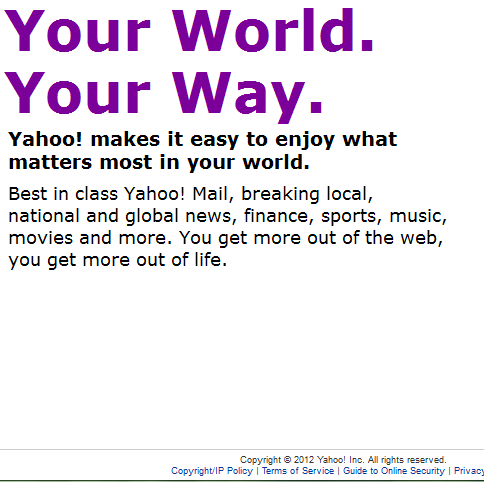 Your World.
Your Way.
Yahoo! makes it easy to enjoy what
matters most in your world.
Best in class Yahoo! Mail, breaking local,
national and global news, finance, sports, music,
movies and more. You get more out of the web,
you get more out of life.
Copyright © 2012 Yahoo! Inc. All rights reserved.
Copyright/IP Policy | Terms of Service | Guide to Online Security | Privacy